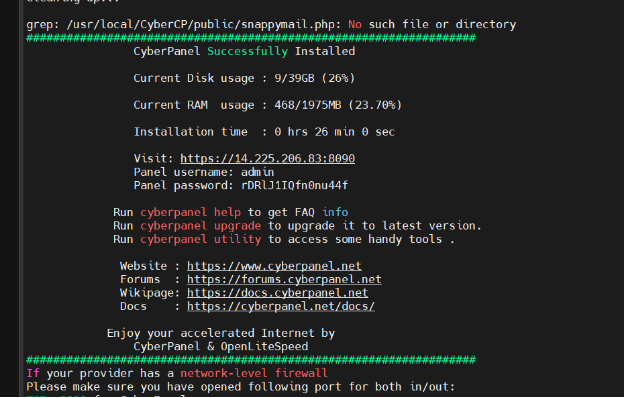 grep: /usr/local/CyberCP/public/snappymail.php: No such file or directory
###################################################################
CyberPanel Successfully Installed
Current Disk usage : 9/39GB (26%)
Current RAM usage : 468/1975MB (23.70%)
Installation time : 0 hrs 26 min 0 sec
Visit: https://14.225.206.83:8090
Panel username: admin
Panel password: rDRlJ1IQfn0nu44f
Run cyberpanel help to get FAQ info
Run cyberpanel upgrade to upgrade it to latest version.
Run cyberpanel utility to access some handy tools .
Website : https://www.cyberpanel.net
Forums : https://forums.cyberpanel.net
Wikipage: https://docs.cyberpanel.net
Docs : https://cyberpanel.net/docs/
Enjoy your accelerated Internet by
CyberPanel & OpenLiteSpeed
###################################################################
If your provider has a network-level firewall
Please make sure you have opened following port for both in/out: